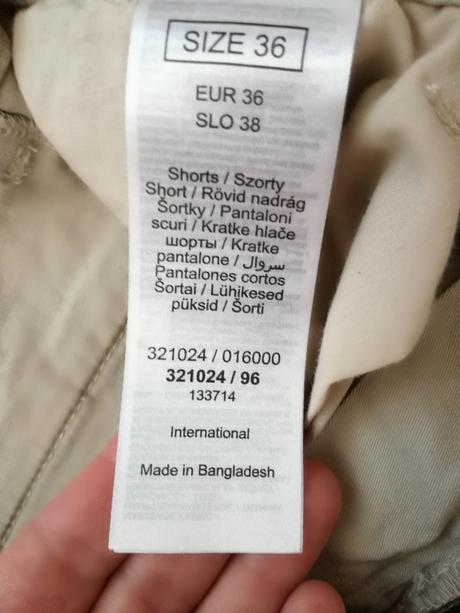 SIZE 36
EUR 36
SLO 38
Shorts / Szorty
Short / Rövid nadrág
Šortky / Pantaloni
scuri / Kratke hlače
шорты / Kratke
pantalone / سروال
Pantalones cortos
Šortai / Lühikesed
püksid / Šorti
321024 / 016000
321024 / 96
133714
International
Made in Bangladesh